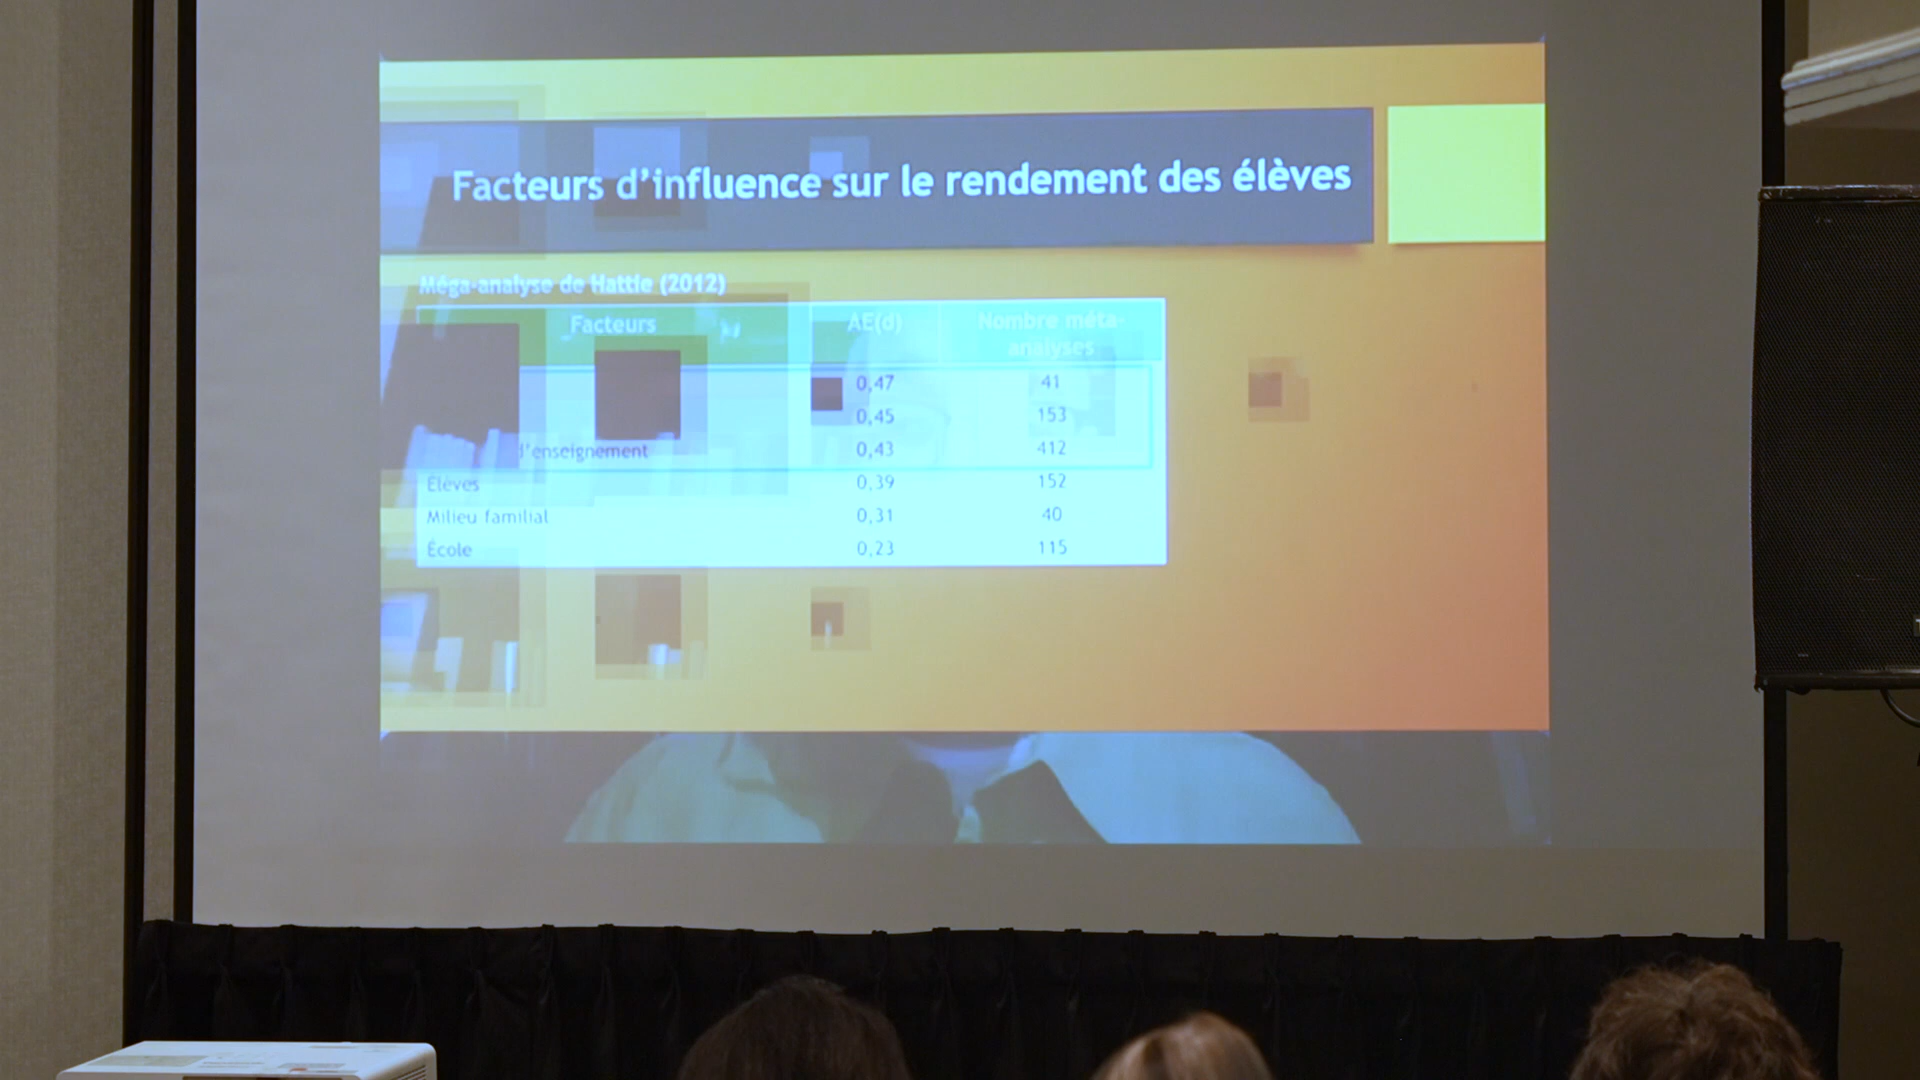 Facteurs d'influence sur le rendement des élèves
Méga-analyse de Hattie (2012)
Facteurs AE(d) Nombre méta-
analyses
0,47 41
0,45 153
d'enseignement 0,43 412
Élèves 0,39 152
Milieu familial 0,31 40
École 0,23 115